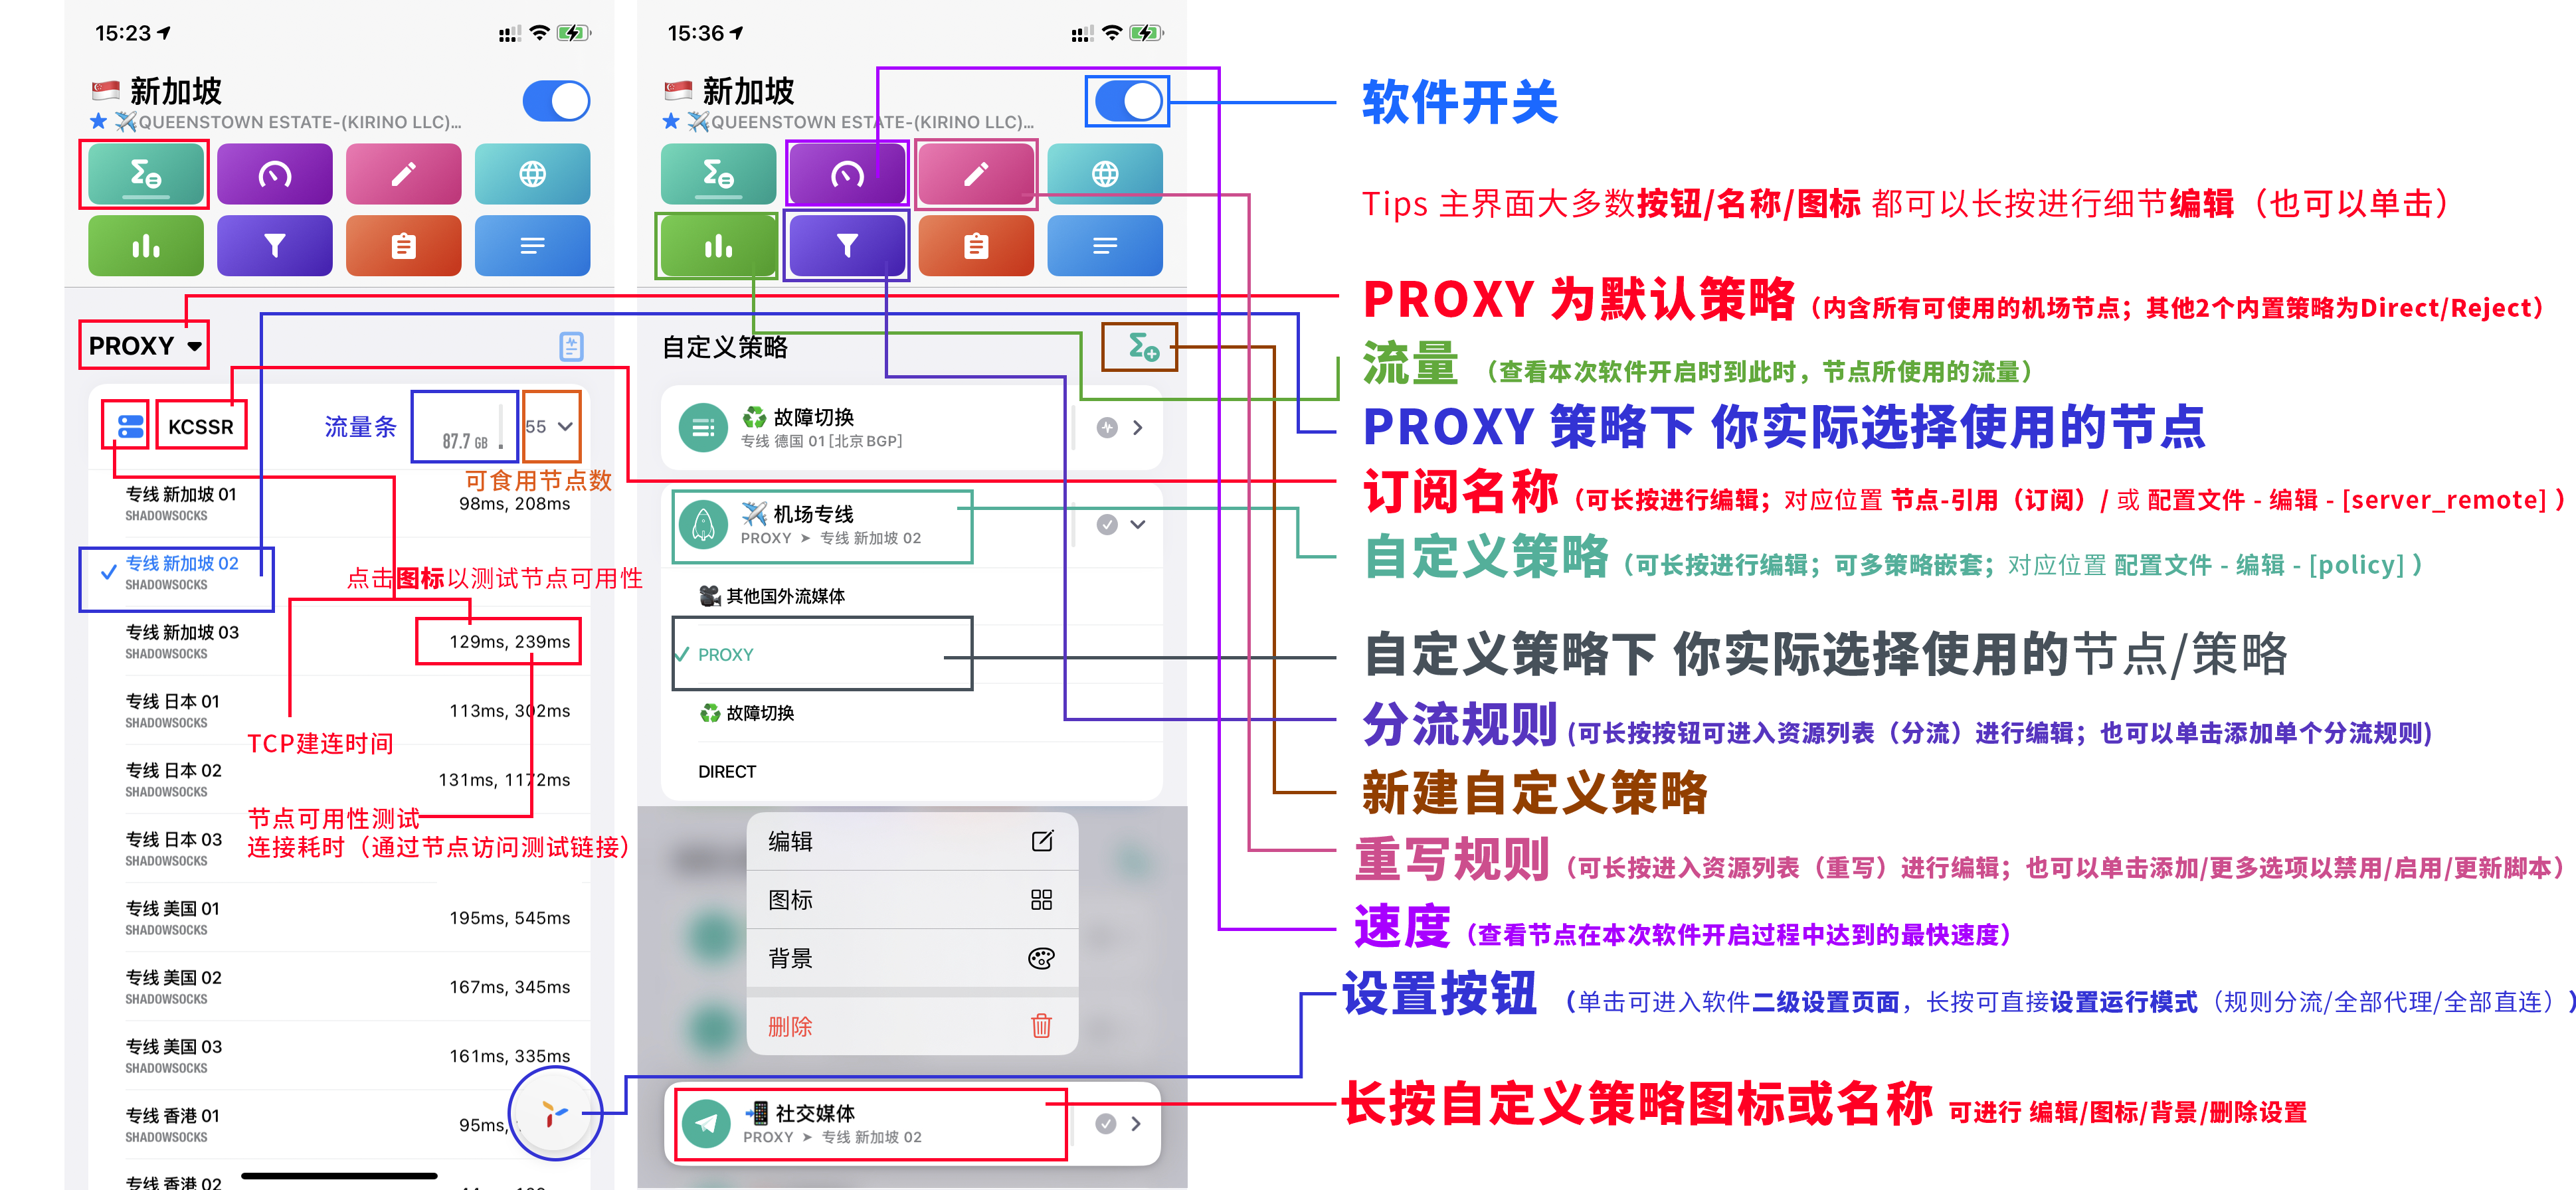 15:23
新加坡
QUEENSTOWN ESTATE-(KIRINO LLC)...
PROXY
KCSSR
流量条
87.7 GB
55
可食用节点数
专线 新加坡 01
SHADOWSOCKS
98ms, 208ms
专线 新加坡 02
SHADOWSOCKS
点击图标以测试节点可用性
专线 新加坡 03
SHADOWSOCKS
129ms, 239ms
专线 日本 01
SHADOWSOCKS
113ms, 302ms
TCP建连时间
专线 日本 02
SHADOWSOCKS
131ms, 1172ms
节点可用性测试
连接耗时（通过节点访问测试链接）
专线 日本 03
SHADOWSOCKS
专线 美国 01
SHADOWSOCKS
195ms, 545ms
专线 美国 02
SHADOWSOCKS
167ms, 345ms
专线 美国 03
SHADOWSOCKS
161ms, 335ms
专线 香港 01
SHADOWSOCKS
95ms,
专线 香港 02
15:36
新加坡
QUEENSTOWN ESTATE-(KIRINO LLC)...
自定义策略
故障切换
专线 德国 01 [北京 BGP]
机场专线
PROXY ➤ 专线 新加坡 02
其他国外流媒体
PROXY
故障切换
DIRECT
编辑
图标
背景
删除
社交媒体
PROXY ➤ 专线 新加坡 02
软件开关
Tips 主界面大多数按钮/名称/图标 都可以长按进行细节编辑（也可以单击）
PROXY 为默认策略（内含所有可使用的机场节点；其他2个内置策略为Direct/Reject）
流量 （查看本次软件开启时到此时，节点所使用的流量）
PROXY 策略下 你实际选择使用的节点
订阅名称（可长按进行编辑；对应位置 节点-引用（订阅）/ 或 配置文件 - 编辑 - [server_remote] ）
自定义策略（可长按进行编辑；可多策略嵌套；对应位置 配置文件 - 编辑 - [policy] ）
自定义策略下 你实际选择使用的节点/策略
分流规则 (可长按按钮可进入资源列表（分流）进行编辑；也可以单击添加单个分流规则)
新建自定义策略
重写规则（可长按进入资源列表（重写）进行编辑；也可以单击添加/更多选项以禁用/启用/更新脚本）
速度（查看节点在本次软件开启过程中达到的最快速度）
设置按钮 （单击可进入软件二级设置页面，长按可直接设置运行模式（规则分流/全部代理/全部直连））
长按自定义策略图标或名称 可进行 编辑/图标/背景/删除设置